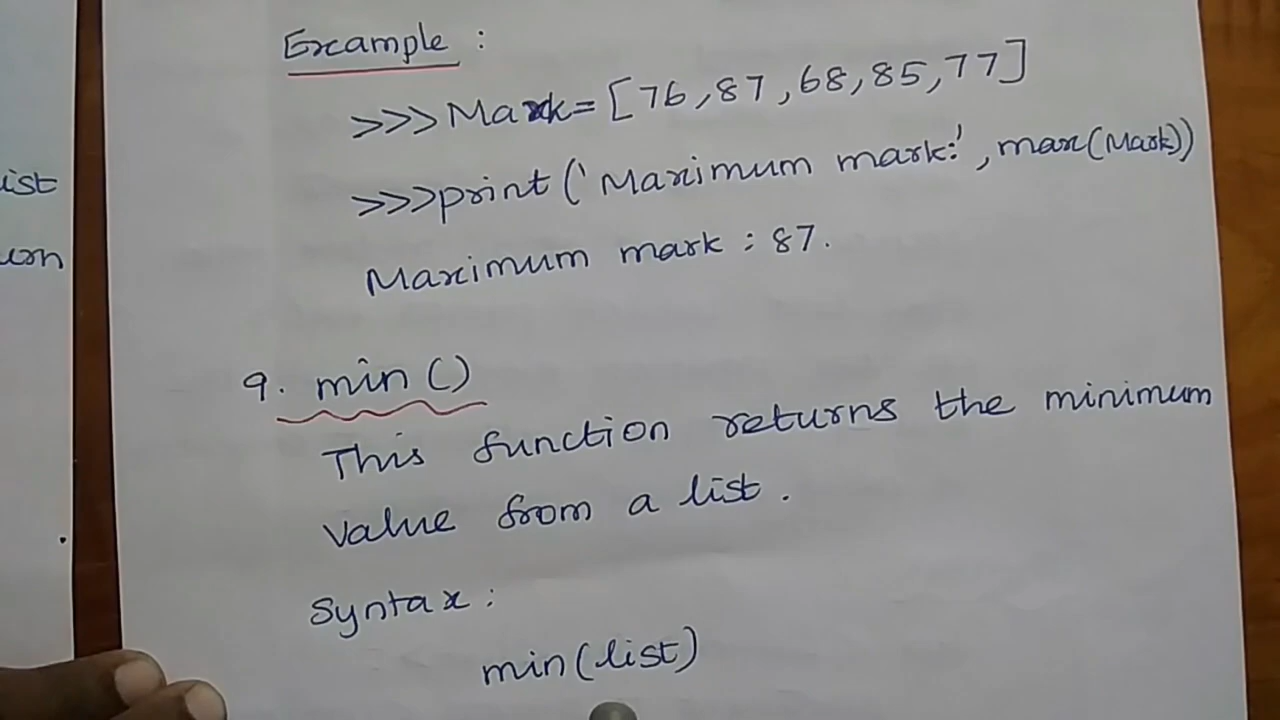 Example :
>>> Mark = [76, 87, 68, 85, 77]
>>> print ('Maximum mark:', max(Mark))
Maximum mark : 87.
9. min ()
This function returns the minimum
value from a list.
Syntax :
min (list)
ist